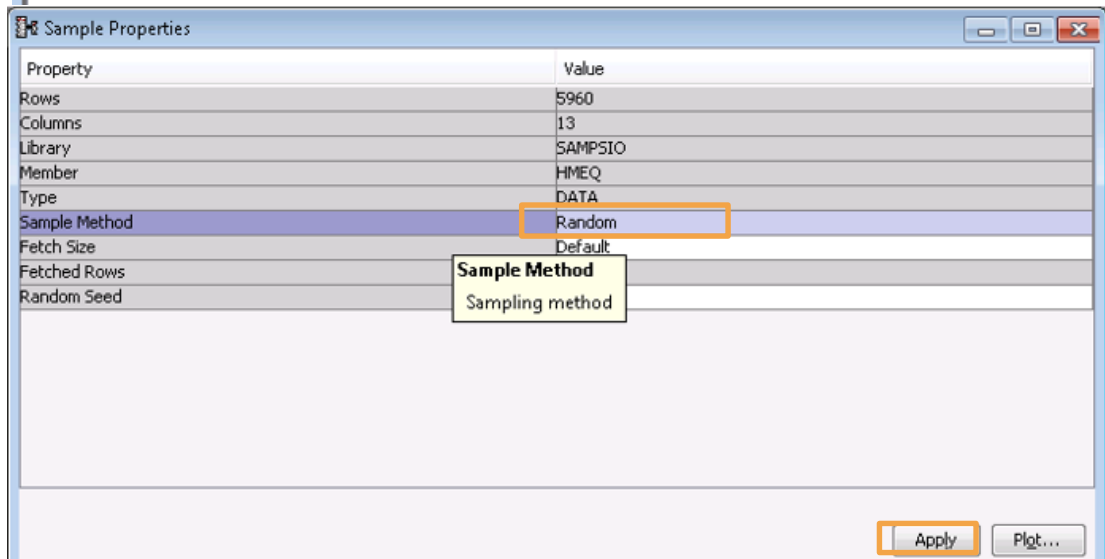 Sample Properties
Property Value
Rows 5960
Columns 13
Library SAMPSIO
Member HMEQ
Type DATA
Sample Method Random
Fetch Size Default
Fetched Rows
Random Seed
Sample Method
Sampling method
Apply Plot...